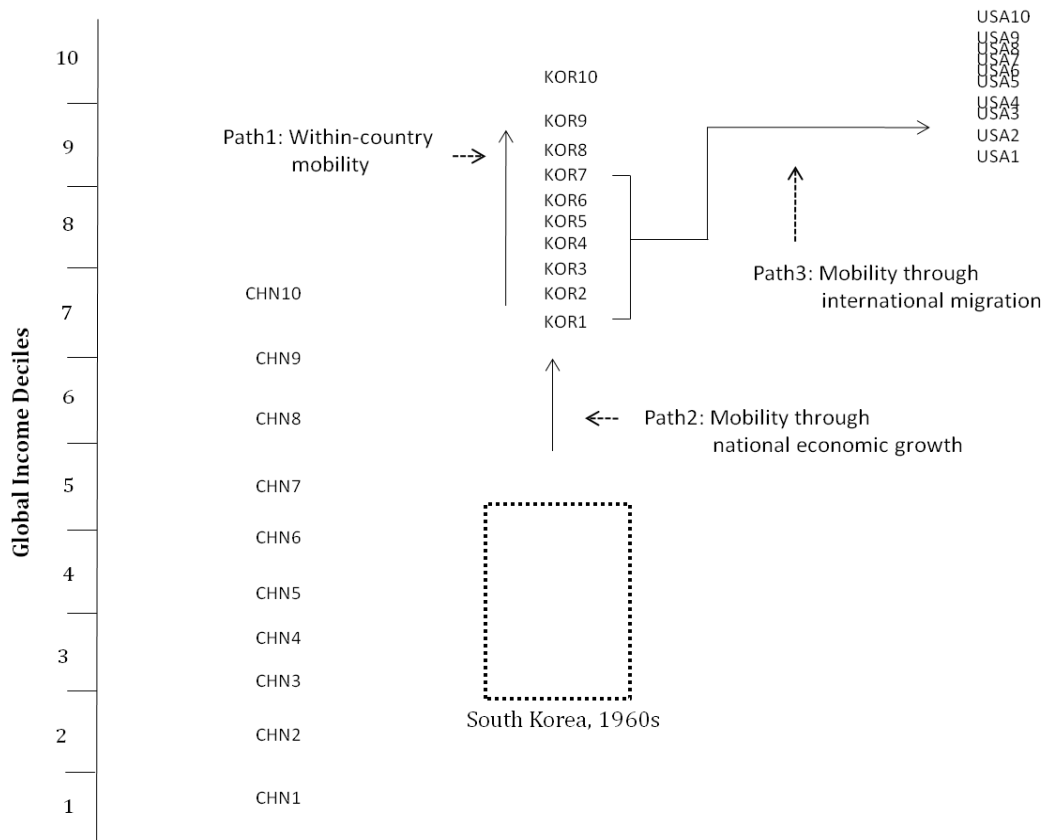 USA10
USA9
USA8
USA7
USA6
USA5
USA4
USA3
USA2
USA1
10
9
8
7
6
5
4
3
2
1
Global Income Deciles
KOR10
KOR9
KOR8
KOR7
KOR6
KOR5
KOR4
KOR3
KOR2
KOR1
Path1: Within-country
mobility
Path3: Mobility through
international migration
Path2: Mobility through
national economic growth
CHN10
CHN9
CHN8
CHN7
CHN6
CHN5
CHN4
CHN3
CHN2
CHN1
South Korea, 1960s